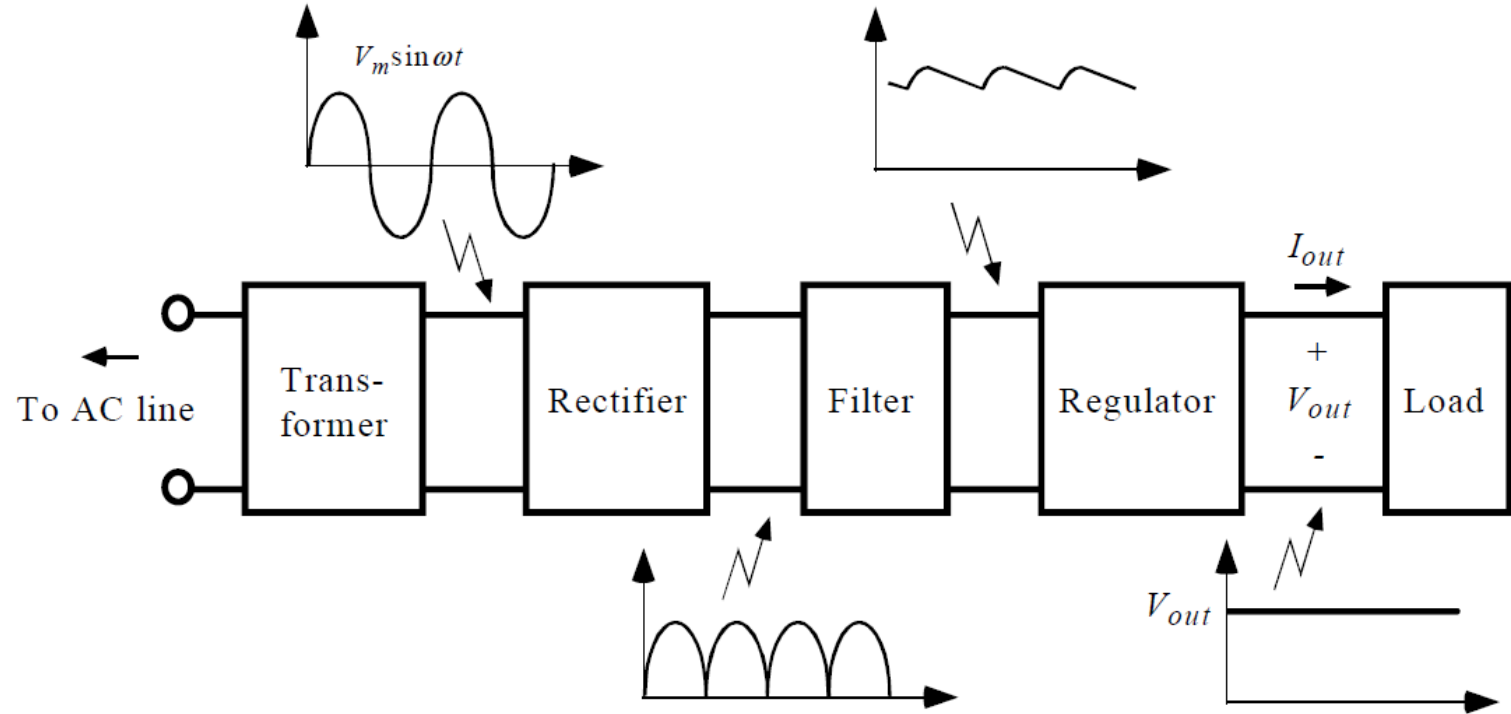 V_m sin ωt
I_out
To AC line
Trans-
former
Rectifier
Filter
Regulator
+
V_out
-
Load
V_out